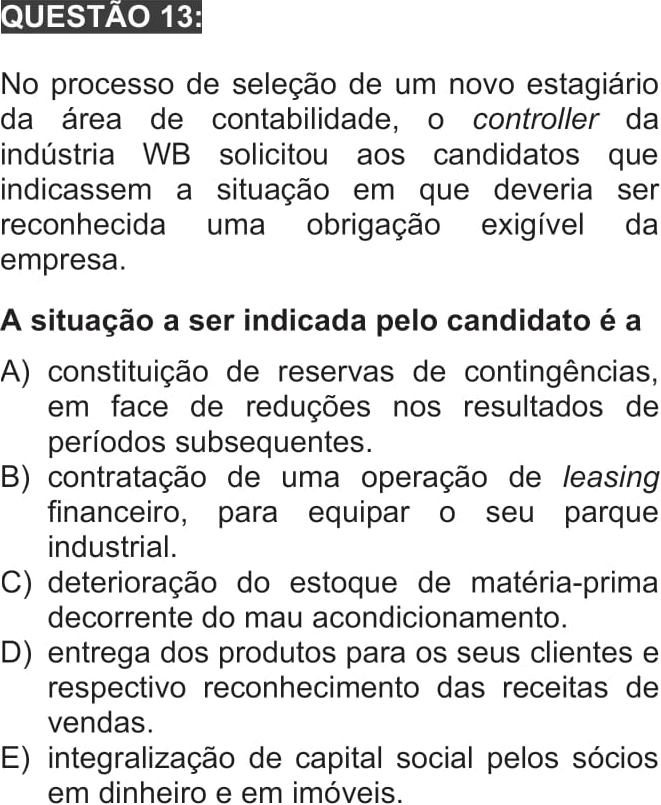 QUESTÃO 13:
No processo de seleção de um novo estagiário
da área de contabilidade, o controller da
indústria WB solicitou aos candidatos que
indicassem a situação em que deveria ser
reconhecida uma obrigação exigível da
empresa.
A situação a ser indicada pelo candidato é a
A) constituição de reservas de contingências,
em face de reduções nos resultados de
períodos subsequentes.
B) contratação de uma operação de leasing
financeiro, para equipar o seu parque
industrial.
C) deterioração do estoque de matéria-prima
decorrente do mau acondicionamento.
D) entrega dos produtos para os seus clientes e
respectivo reconhecimento das receitas de
vendas.
E) integralização de capital social pelos sócios
em dinheiro e em imóveis.